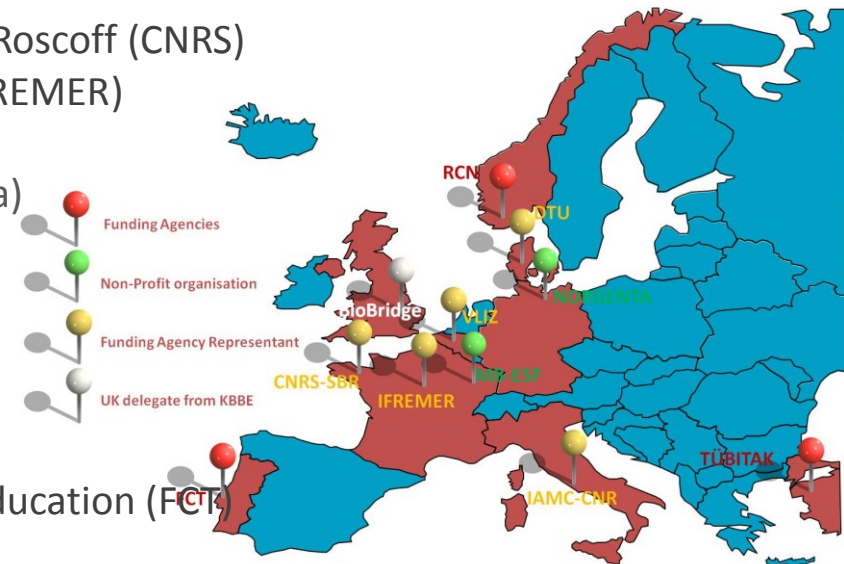 Roscoff (CNRS)
REMER)
a)
Funding Agencies
Non-Profit organisation
Funding Agency Representant
UK delegate from KBBE
ducation (FCT)
RCN
DTU
NORGENTA
BioBridge
VLIZ
CNRS-SBR
MB-ESF
IFREMER
TÜBITAK
FCT
IAMC-CNR